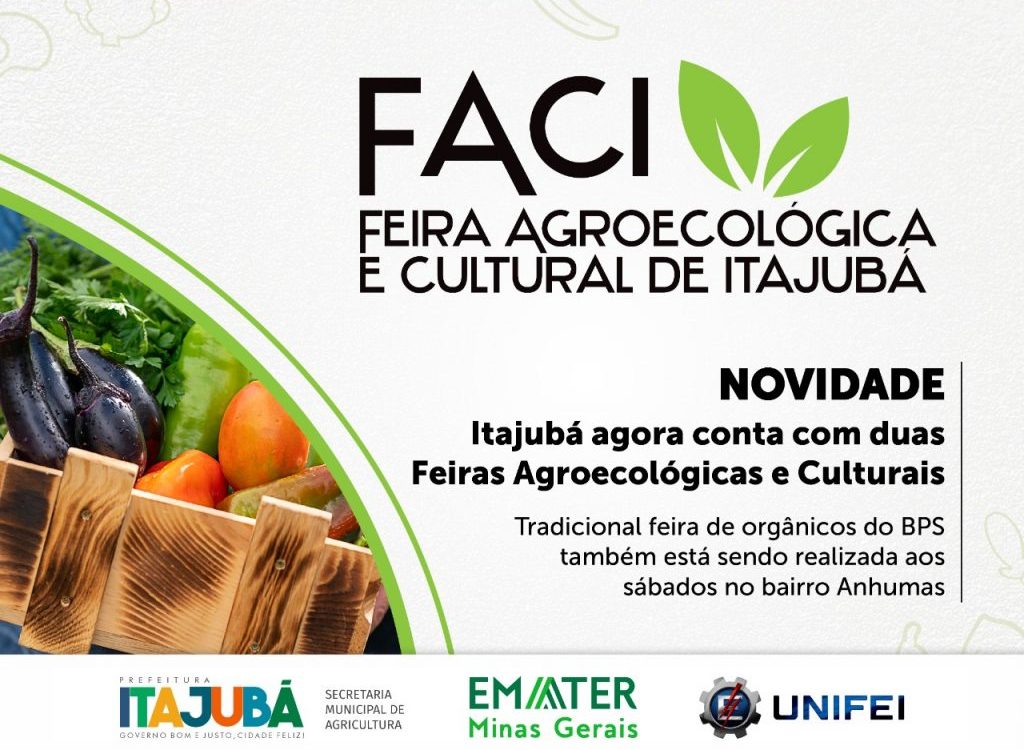 FACI
FEIRA AGROECOLÓGICA
E CULTURAL DE ITAJUBÁ
NOVIDADE
Itajubá agora conta com duas
Feiras Agroecológicas e Culturais
Tradicional feira de orgânicos do BPS
também está sendo realizada aos
sábados no bairro Anhumas
PREFEITURA
ITAJUBÁ
GOVERNO BOM E JUSTO, CIDADE FELIZ!
SECRETARIA
MUNICIPAL DE
AGRICULTURA
EMATER
Minas Gerais
UNIFEI